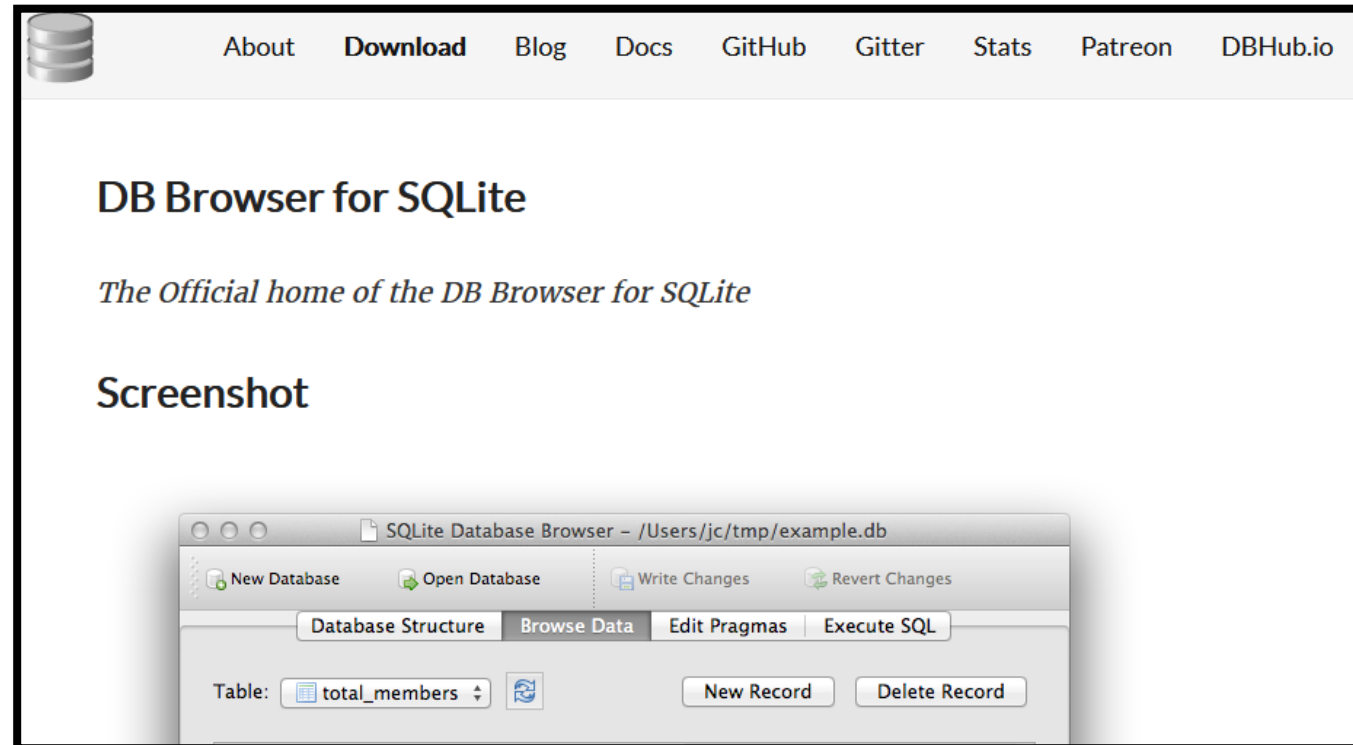 About Download Blog Docs GitHub Gitter Stats Patreon DBHub.io
DB Browser for SQLite
The Official home of the DB Browser for SQLite
Screenshot
SQLite Database Browser – /Users/jc/tmp/example.db
New Database Open Database Write Changes Revert Changes
Database Structure Browse Data Edit Pragmas Execute SQL
Table: total_members New Record Delete Record